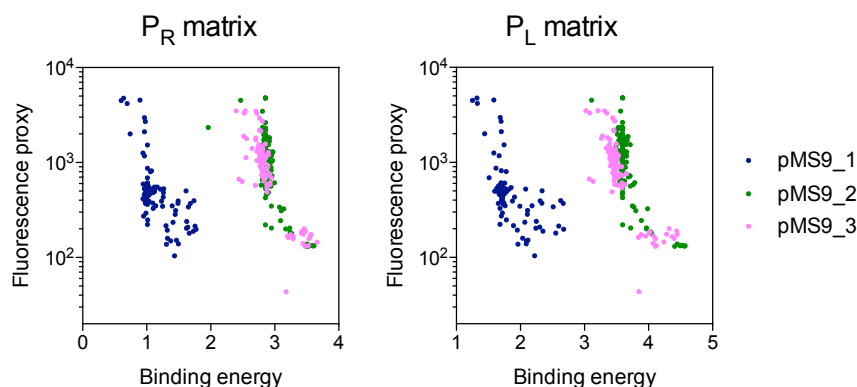 P_R matrix
P_L matrix
Fluorescence proxy
10^4
10^3
10^2
0 1 2 3 4
Binding energy
Fluorescence proxy
10^4
10^3
10^2
1 2 3 4 5
Binding energy
pMS9_1
pMS9_2
pMS9_3